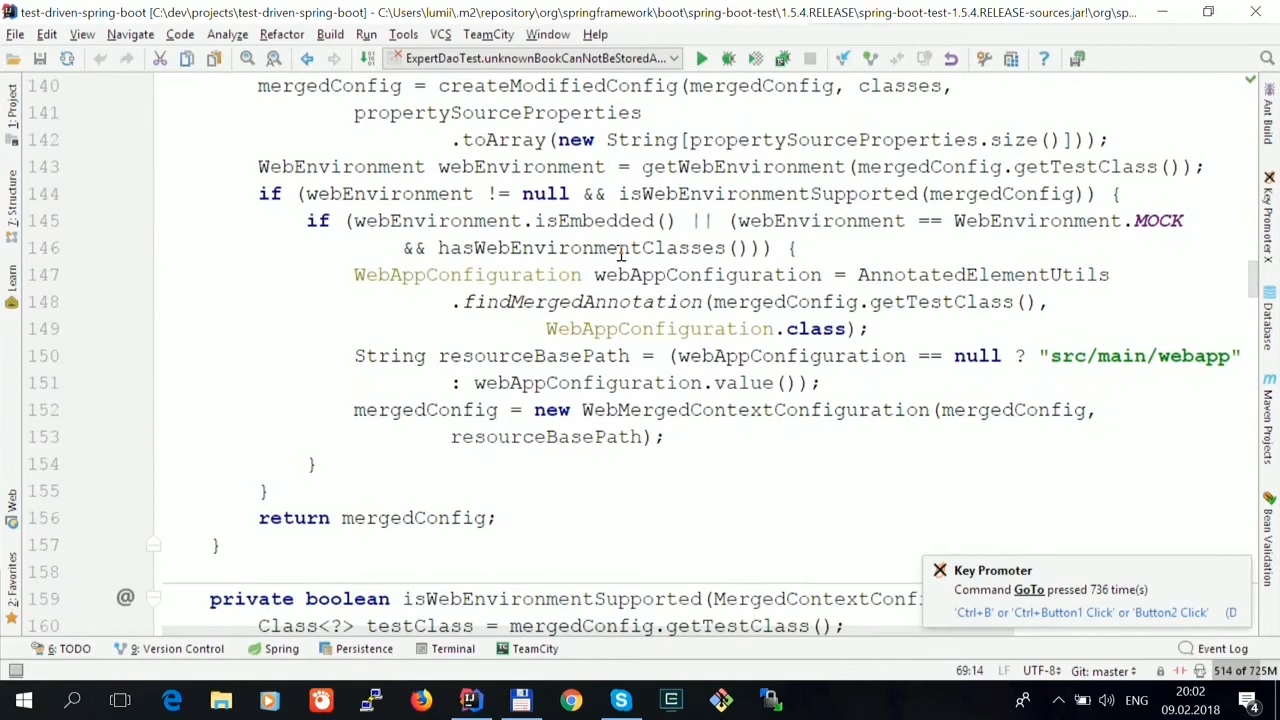 test-driven-spring-boot [C:\dev\projects\test-driven-spring-boot] - C:\Users\lumii\.m2\repository\org\springframework\boot\spring-boot-test\1.5.4.RELEASE\spring-boot-test-1.5.4.RELEASE-sources.jar!\org\sp...
File Edit View Navigate Code Analyze Refactor Build Run Tools VCS TeamCity Window Help
ExpertDaoTest.unknownBookCanNotBeStoredA...
1: Project
2: Structure
Learn
Web
2: Favorites
140 mergedConfig = createModifiedConfig(mergedConfig, classes,
141 propertySourceProperties
142 .toArray(new String[propertySourceProperties.size()]));
143 WebEnvironment webEnvironment = getWebEnvironment(mergedConfig.getTestClass());
144 if (webEnvironment != null && isWebEnvironmentSupported(mergedConfig)) {
145 if (webEnvironment.isEmbedded() || (webEnvironment == WebEnvironment.MOCK
146 && hasWebEnvironmentClasses())) {
147 WebAppConfiguration webAppConfiguration = AnnotatedElementUtils
148 .findMergedAnnotation(mergedConfig.getTestClass(),
149 WebAppConfiguration.class);
150 String resourceBasePath = (webAppConfiguration == null ? "src/main/webapp"
151 : webAppConfiguration.value());
152 mergedConfig = new WebMergedContextConfiguration(mergedConfig,
153 resourceBasePath);
154 }
155 }
156 return mergedConfig;
157 }
158
159 @ private boolean isWebEnvironmentSupported(MergedContextConfi
160 Class<?> testClass = mergedConfig.getTestClass();
Ant Build
Key Promoter X
Database
Maven Projects
Bean Validation
Key Promoter
Command GoTo pressed 736 time(s)
'Ctrl+B' or 'Ctrl+Button1 Click' or 'Button2 Click' (D
6: TODO 9: Version Control Spring Persistence Terminal TeamCity Event Log
69:14 LF UTF-8 Git: master 514 of 725M
ENG 20:02
09.02.2018 4